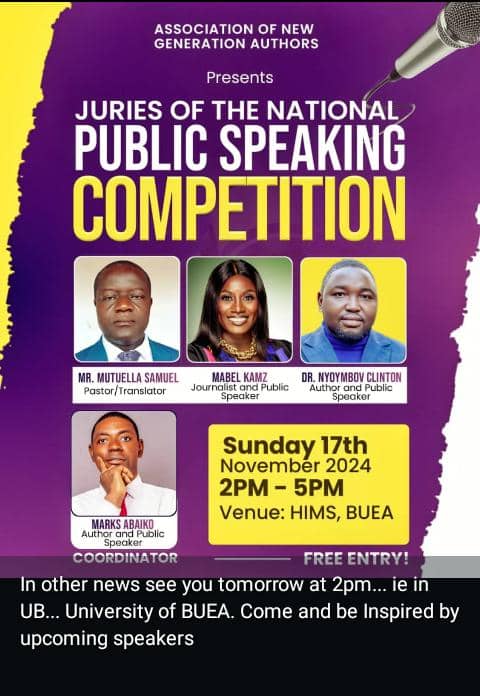 ASSOCIATION OF NEW
GENERATION AUTHORS
Presents
JURIES OF THE NATIONAL
PUBLIC SPEAKING
COMPETITION
MR. MUTUELLA SAMUEL
Pastor/Translator
MABEL KAMZ
Journalist and Public
Speaker
DR. NYOYMBOV CLINTON
Author and Public
Speaker
MARKS ABAIKO
Author and Public
Speaker
COORDINATOR
Sunday 17th
November 2024
2PM - 5PM
Venue: HIMS, BUEA
FREE ENTRY!
In other news see you tomorrow at 2pm... ie in
UB... University of BUEA. Come and be Inspired by
upcoming speakers